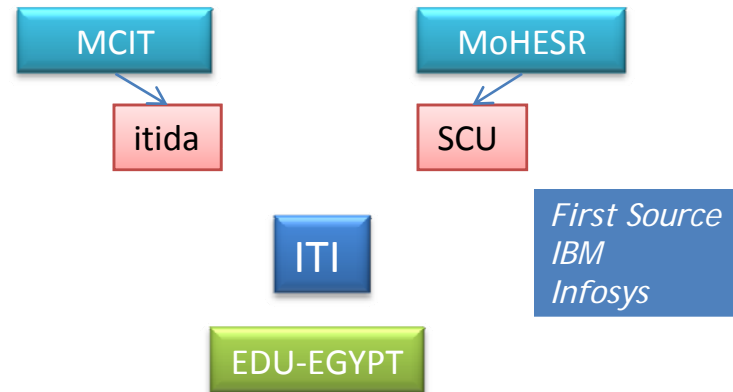 MCIT
MoHESR
itida
SCU
First Source
IBM
Infosys
ITI
EDU-EGYPT